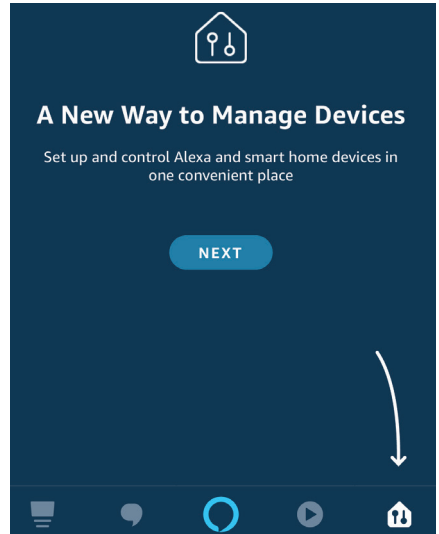 A New Way to Manage Devices
Set up and control Alexa and smart home devices in
one convenient place
NEXT